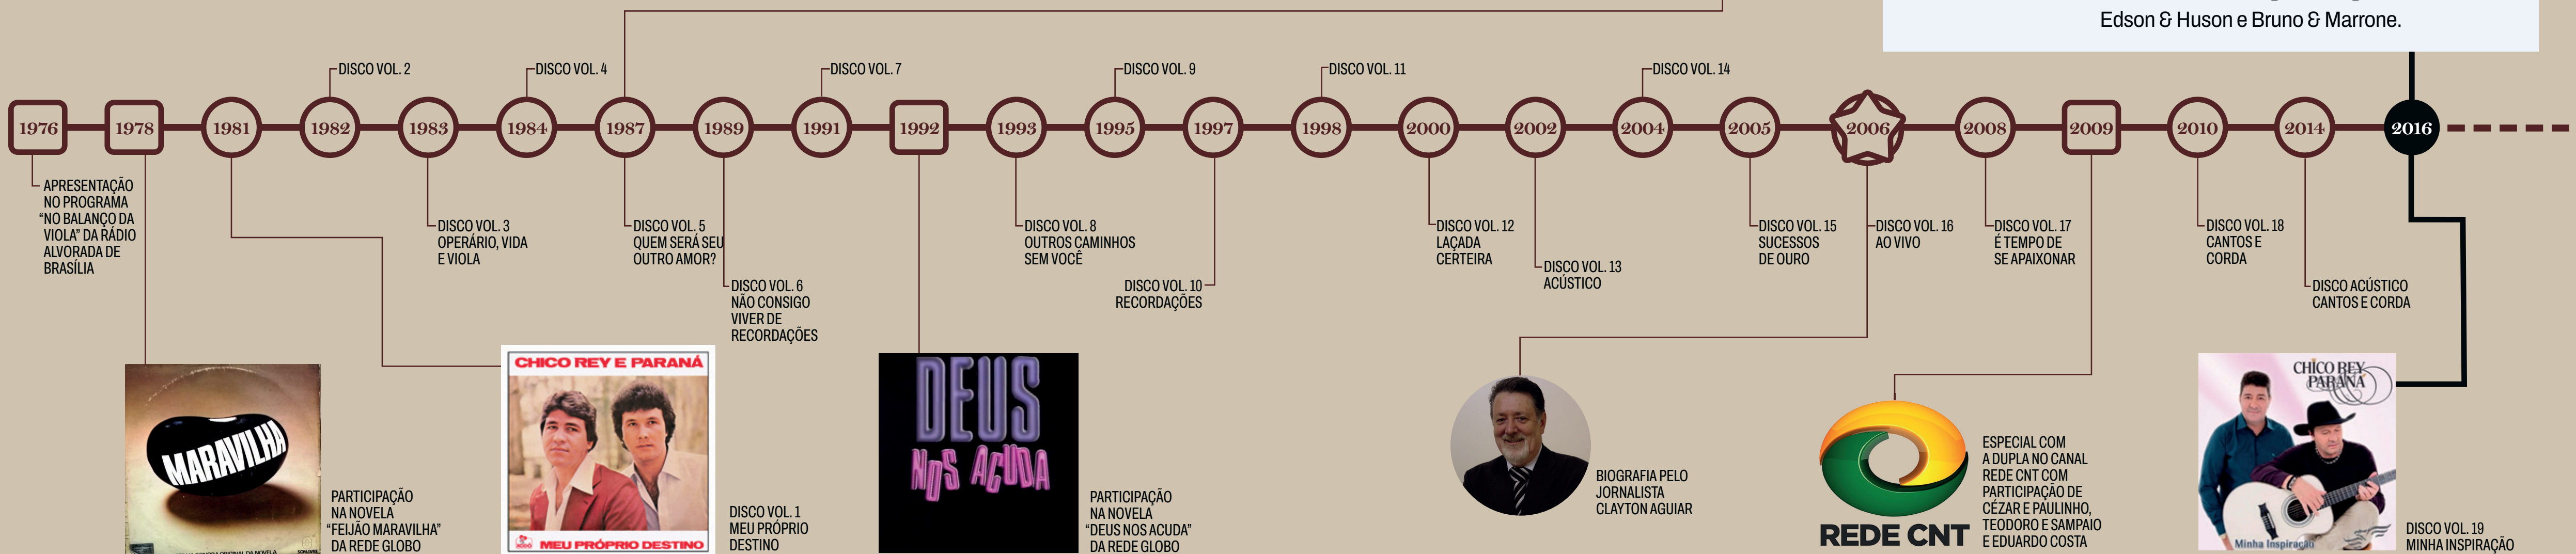 Edson & Huson e Bruno & Marrone.
DISCO VOL. 2
DISCO VOL. 4
DISCO VOL. 7
DISCO VOL. 9
DISCO VOL. 11
DISCO VOL. 14
1976
1978
1981
1982
1983
1984
1987
1989
1991
1992
1993
1995
1997
1998
2000
2002
2004
2005
2006
2008
2009
2010
2014
2016
APRESENTAÇÃO
NO PROGRAMA
“NO BALANÇO DA
VIOLA” DA RÁDIO
ALVORADA DE
BRASÍLIA
DISCO VOL. 3
OPERÁRIO, VIDA
E VIOLA
DISCO VOL. 5
QUEM SERÁ SEU
OUTRO AMOR?
DISCO VOL. 6
NÃO CONSIGO
VIVER DE
RECORDAÇÕES
DISCO VOL. 8
OUTROS CAMINHOS
SEM VOCÊ
DISCO VOL. 10
RECORDAÇÕES
DISCO VOL. 12
LAÇADA
CERTEIRA
DISCO VOL. 13
ACÚSTICO
DISCO VOL. 15
SUCESSOS
DE OURO
DISCO VOL. 16
AO VIVO
DISCO VOL. 17
É TEMPO DE
SE APAIXONAR
DISCO VOL. 18
CANTOS E
CORDA
DISCO ACÚSTICO
CANTOS E CORDA
MARAVILHA
PARTICIPAÇÃO
NA NOVELA
“FEIJÃO MARAVILHA”
DA REDE GLOBO
CHICO REY E PARANÁ
MEU PRÓPRIO DESTINO
DISCO VOL. 1
MEU PRÓPRIO
DESTINO
DEUS
NOS ACUDA
PARTICIPAÇÃO
NA NOVELA
“DEUS NOS ACUDA”
DA REDE GLOBO
BIOGRAFIA PELO
JORNALISTA
CLAYTON AGUIAR
REDE CNT
ESPECIAL COM
A DUPLA NO CANAL
REDE CNT COM
PARTICIPAÇÃO DE
CÉZAR E PAULINHO,
TEODORO E SAMPAIO
E EDUARDO COSTA
CHICO REY
PARANÁ
Minha Inspiração
DISCO VOL. 19
MINHA INSPIRAÇÃO